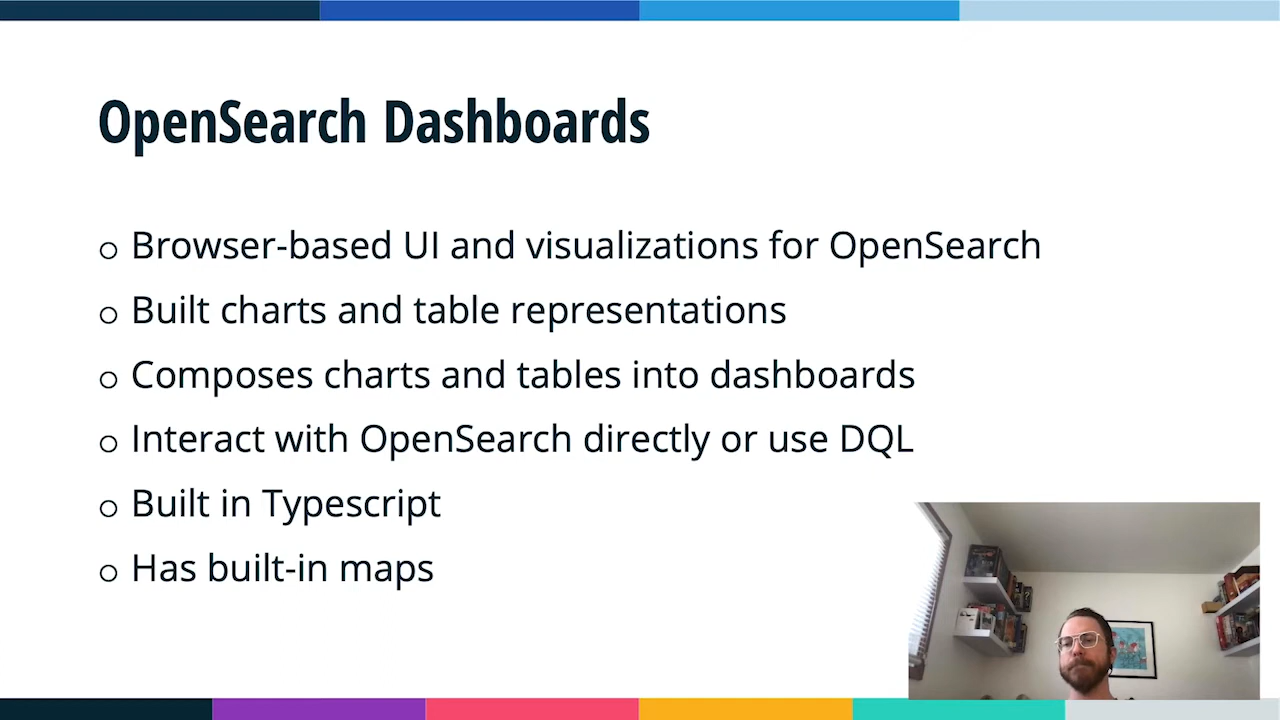 OpenSearch Dashboards
Browser-based UI and visualizations for OpenSearch
Built charts and table representations
Composes charts and tables into dashboards
Interact with OpenSearch directly or use DQL
Built in Typescript
Has built-in maps